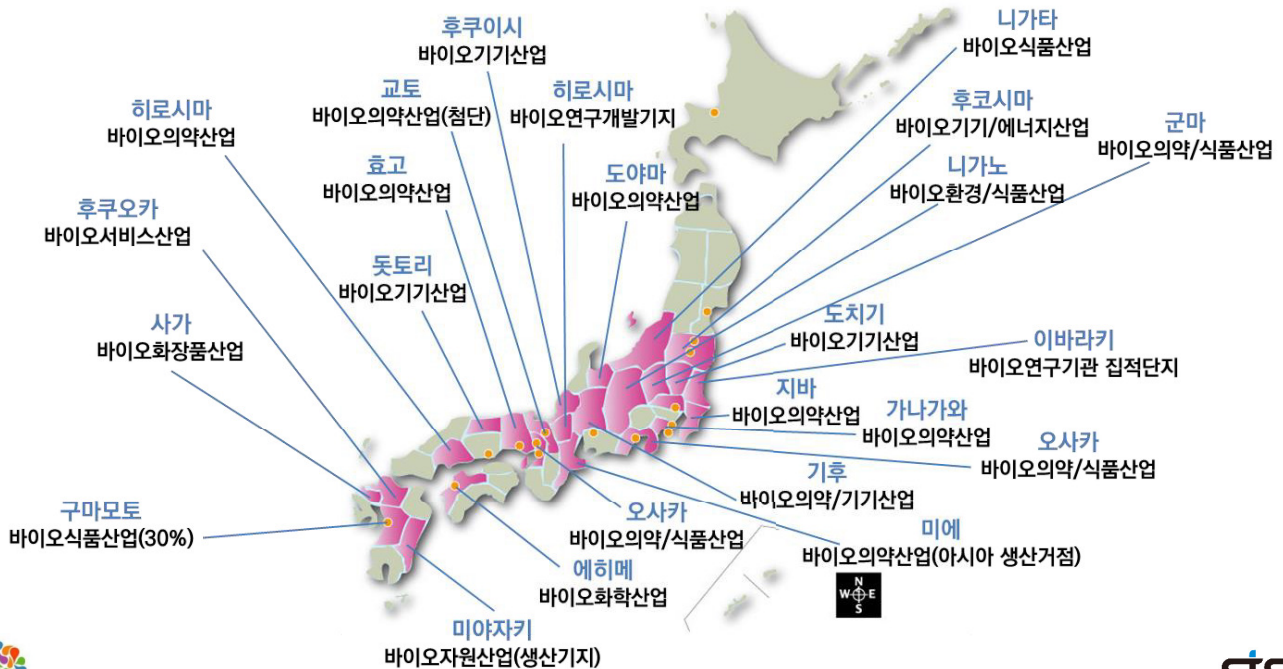 후쿠이시
바이오기기산업
니가타
바이오식품산업
교토
바이오의약산업(첨단)
히로시마
바이오연구개발기지
히로시마
바이오의약산업
후코시마
바이오기기/에너지산업
군마
바이오의약/식품산업
효고
바이오의약산업
도야마
바이오의약산업
니가노
바이오환경/식품산업
후쿠오카
바이오서비스산업
돗토리
바이오기기산업
사가
바이오화장품산업
도치기
바이오기기산업
이바라키
바이오연구기관 집적단지
지바
바이오의약산업
가나가와
바이오의약산업
오사카
바이오의약/식품산업
기후
바이오의약/기기산업
구마모토
바이오식품산업(30%)
오사카
바이오의약/식품산업
미에
바이오의약산업(아시아 생산거점)
에히메
바이오화학산업
N
W E
S
미야자키
바이오자원산업(생산기지)